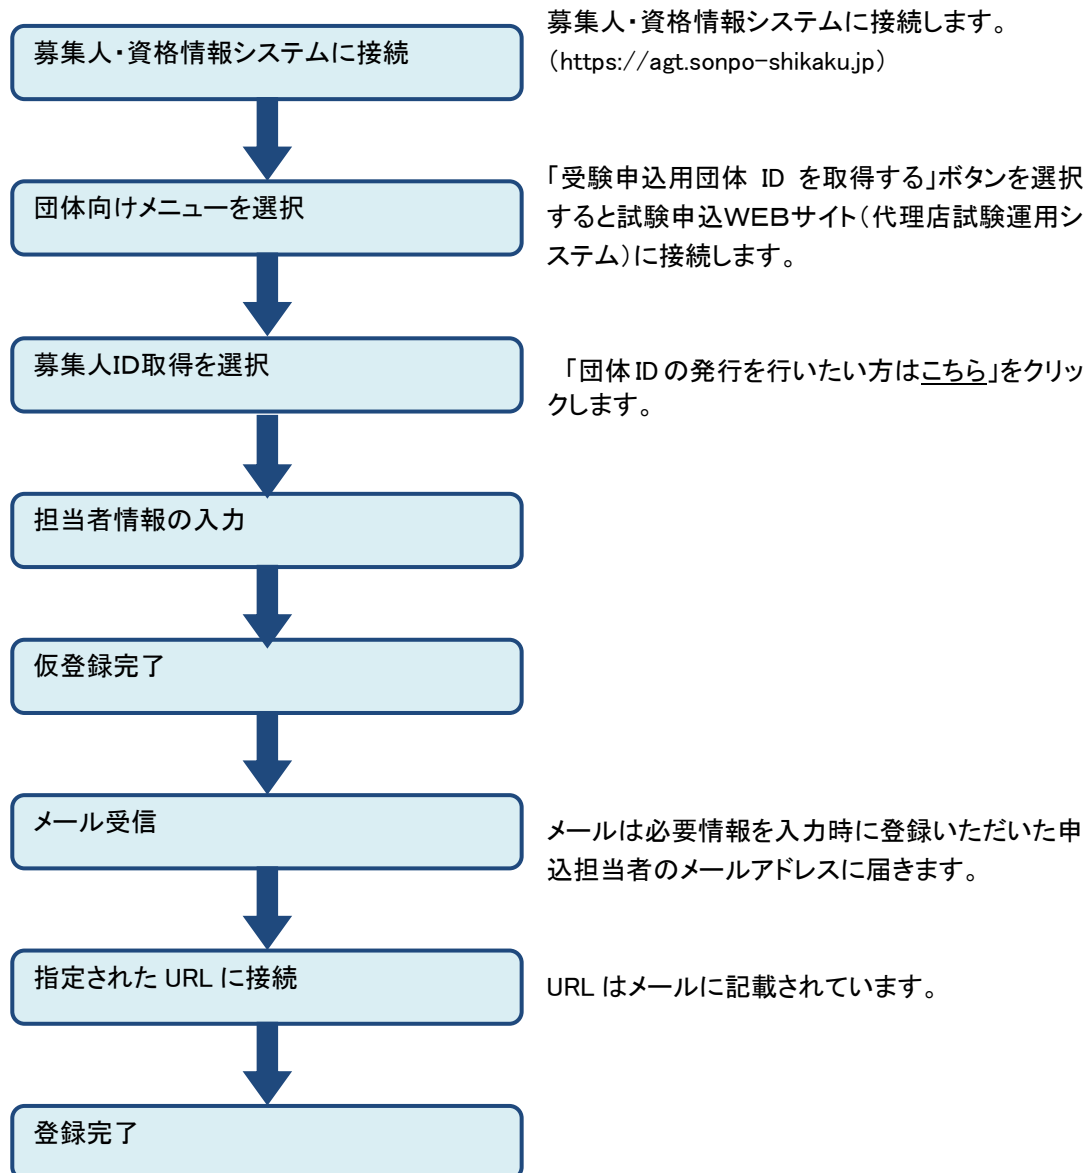 募集人・資格情報システムに接続
募集人・資格情報システムに接続します。
（https://agt.sonpo-shikaku.jp）
団体向けメニューを選択
「受験申込用団体 ID を取得する」ボタンを選択
すると試験申込WEBサイト（代理店試験運用シ
ステム）に接続します。
募集人ID取得を選択
「団体 ID の発行を行いたい方はこちら」をクリッ
クします。
担当者情報の入力
仮登録完了
メール受信
メールは必要情報を入力時に登録いただいた申
込担当者のメールアドレスに届きます。
指定された URL に接続
URL はメールに記載されています。
登録完了